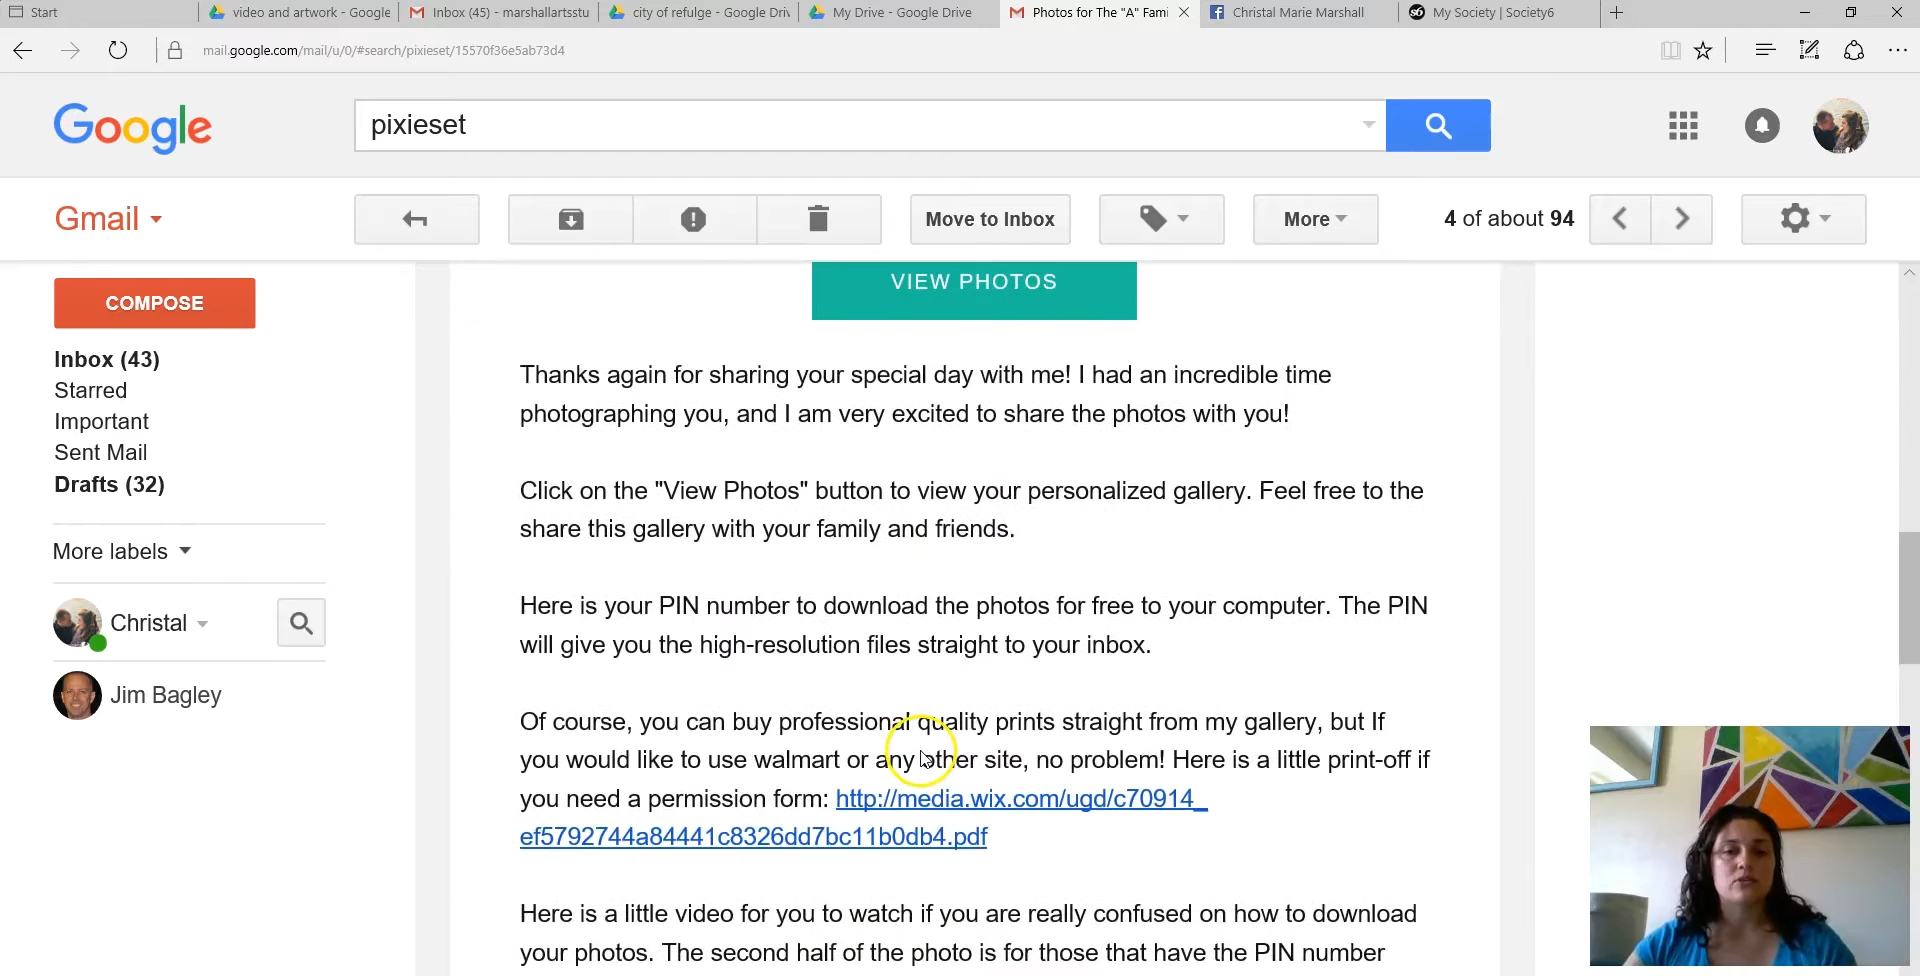 Start
video and artwork - Google
Inbox (45) - marshallartsstu
city of refulge - Google Driv
My Drive - Google Drive
Photos for The "A" Fami
Christal Marie Marshall
My Society | Society6
mail.google.com/mail/u/0/#search/pixieset/15570f36e5ab73d4
Google
pixieset
Gmail
Move to Inbox
More
4 of about 94
COMPOSE
Inbox (43)
Starred
Important
Sent Mail
Drafts (32)
More labels
Christal
Jim Bagley
VIEW PHOTOS
Thanks again for sharing your special day with me! I had an incredible time
photographing you, and I am very excited to share the photos with you!
Click on the "View Photos" button to view your personalized gallery. Feel free to the
share this gallery with your family and friends.
Here is your PIN number to download the photos for free to your computer. The PIN
will give you the high-resolution files straight to your inbox.
Of course, you can buy professional quality prints straight from my gallery, but If
you would like to use walmart or any other site, no problem! Here is a little print-off if
you need a permission form: http://media.wix.com/ugd/c70914_
ef5792744a84441c8326dd7bc11b0db4.pdf
Here is a little video for you to watch if you are really confused on how to download
your photos. The second half of the photo is for those that have the PIN number